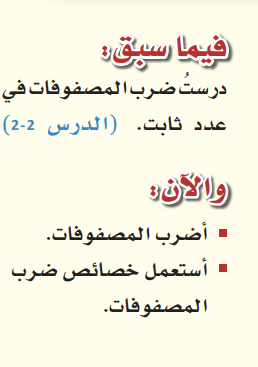 فيما سبق:
درستُ ضرب المصفوفات في
عدد ثابت. (الدرس 2-2)
والآن:
■ أضرب المصفوفات.
■ أستعمل خصائص ضرب
المصفوفات.